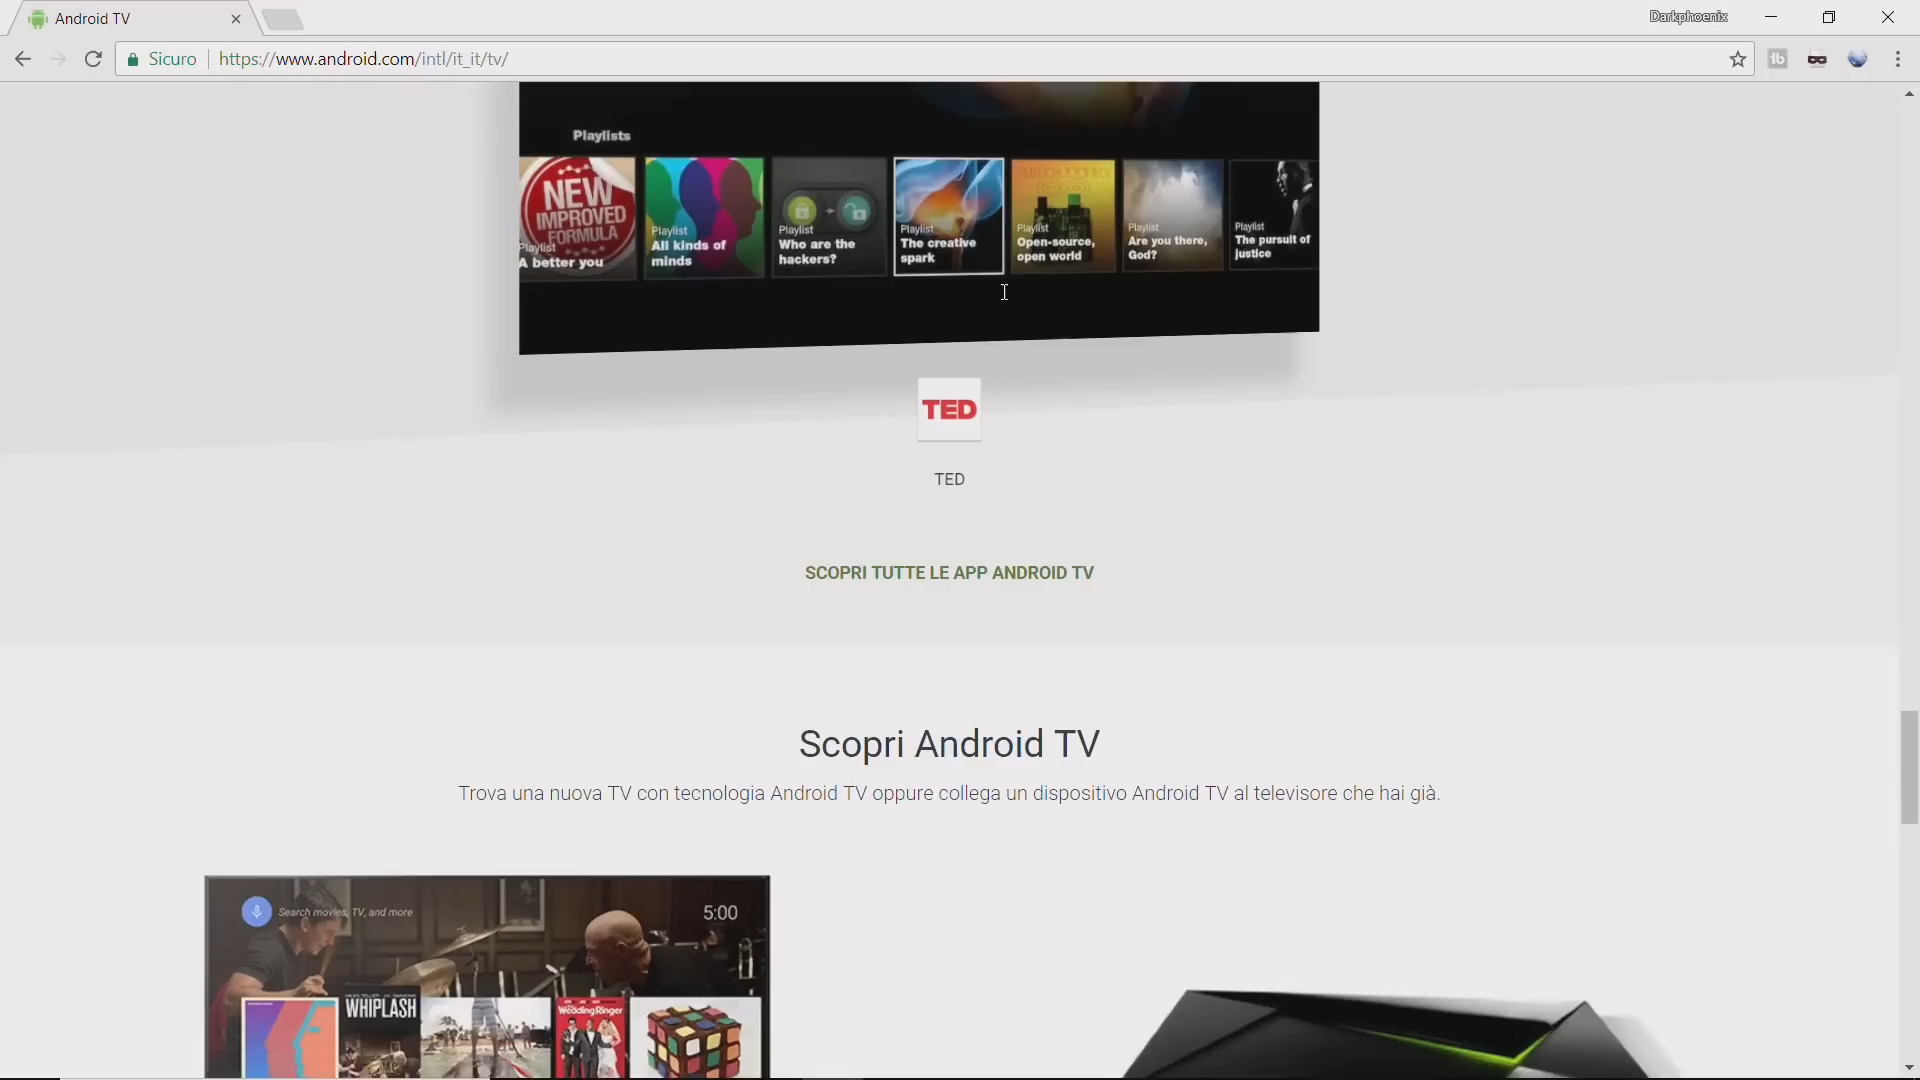 Android TV
Darkphoenix
Sicuro
https://www.android.com/intl/it_it/tv/
Playlists
NEW
IMPROVED
FORMULA
Playlist
A better you
Playlist
All kinds of
minds
Playlist
Who are the
hackers?
Playlist
The creative
spark
Playlist
Open-source,
open world
Playlist
Are you there,
God?
Playlist
The pursuit of
justice
TED
TED
SCOPRI TUTTE LE APP ANDROID TV
Scopri Android TV
Trova una nuova TV con tecnologia Android TV oppure collega un dispositivo Android TV al televisore che hai già.
Search movies, TV, and more
5:00
WHIPLASH
The
Wedding Ringer